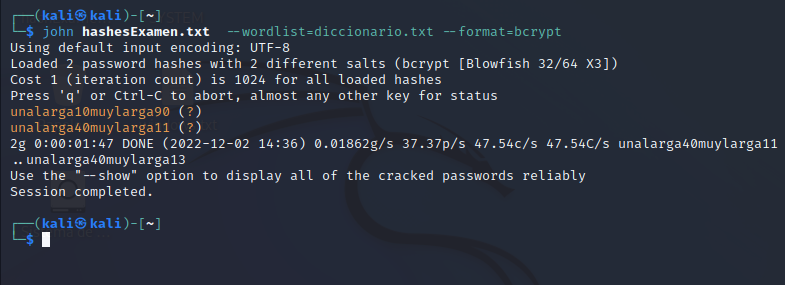 ┌──(kali㉿kali)-[~]
└─$ john hashesExamen.txt --wordlist=diccionario.txt --format=bcrypt
Using default input encoding: UTF-8
Loaded 2 password hashes with 2 different salts (bcrypt [Blowfish 32/64 X3])
Cost 1 (iteration count) is 1024 for all loaded hashes
Press 'q' or Ctrl-C to abort, almost any other key for status
unalarga10muylarga90 (?)
unalarga40muylarga11 (?)
2g 0:00:01:47 DONE (2022-12-02 14:36) 0.01862g/s 37.37p/s 47.54c/s 47.54C/s unalarga40muylarga11
..unalarga40muylarga13
Use the "--show" option to display all of the cracked passwords reliably
Session completed.
┌──(kali㉿kali)-[~]
└─$